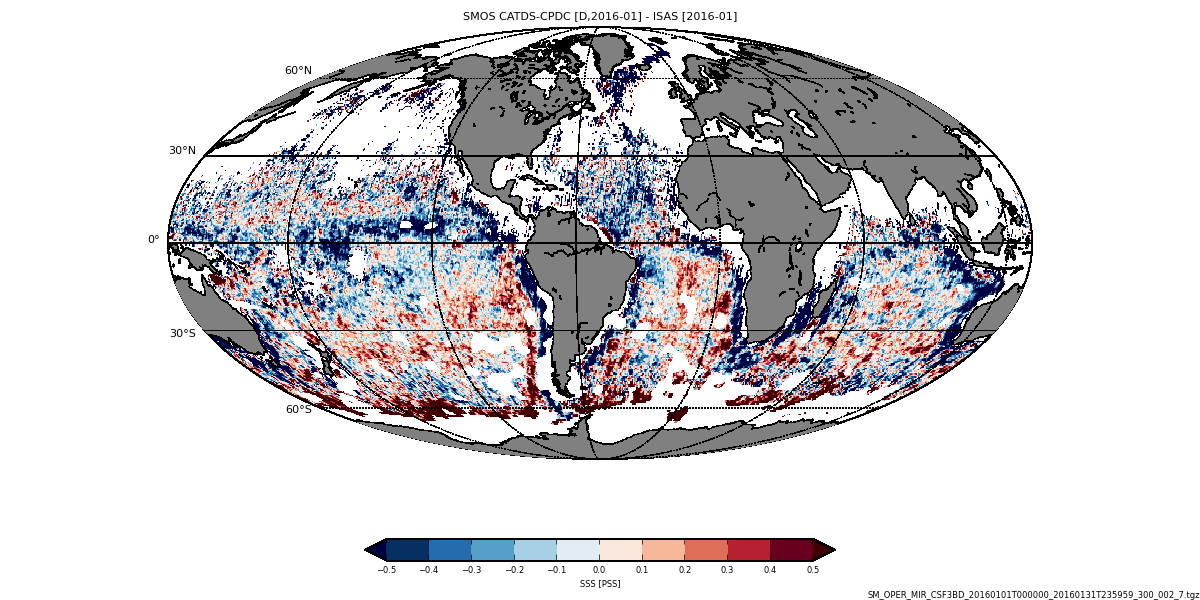 SMOS CATDS-CPDC [D,2016-01] - ISAS [2016-01]
60°N
30°N
0°
30°S
60°S
−0.5 −0.4 −0.3 −0.2 −0.1 0.0 0.1 0.2 0.3 0.4 0.5
SSS [PSS]
SM_OPER_MIR_CSF3BD_20160101T000000_20160131T235959_300_002_7.tgz